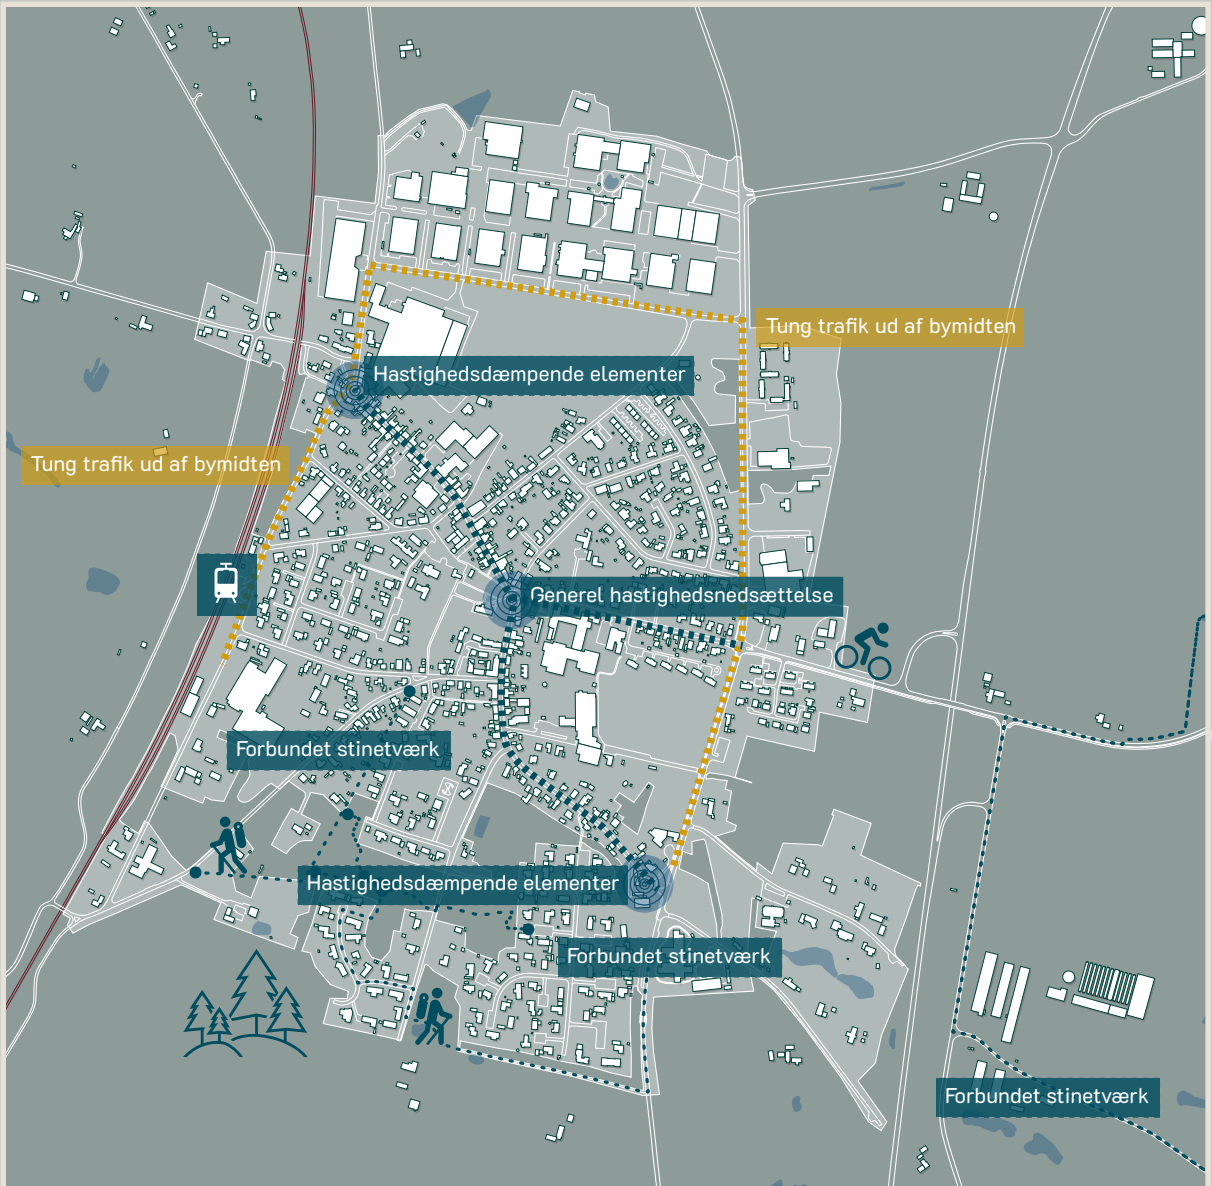 Tung trafik ud af bymidten
Hastighedsdæmpende elementer
Tung trafik ud af bymidten
Generel hastighedsnedsættelse
Forbundet stinetværk
Hastighedsdæmpende elementer
Forbundet stinetværk
Forbundet stinetværk